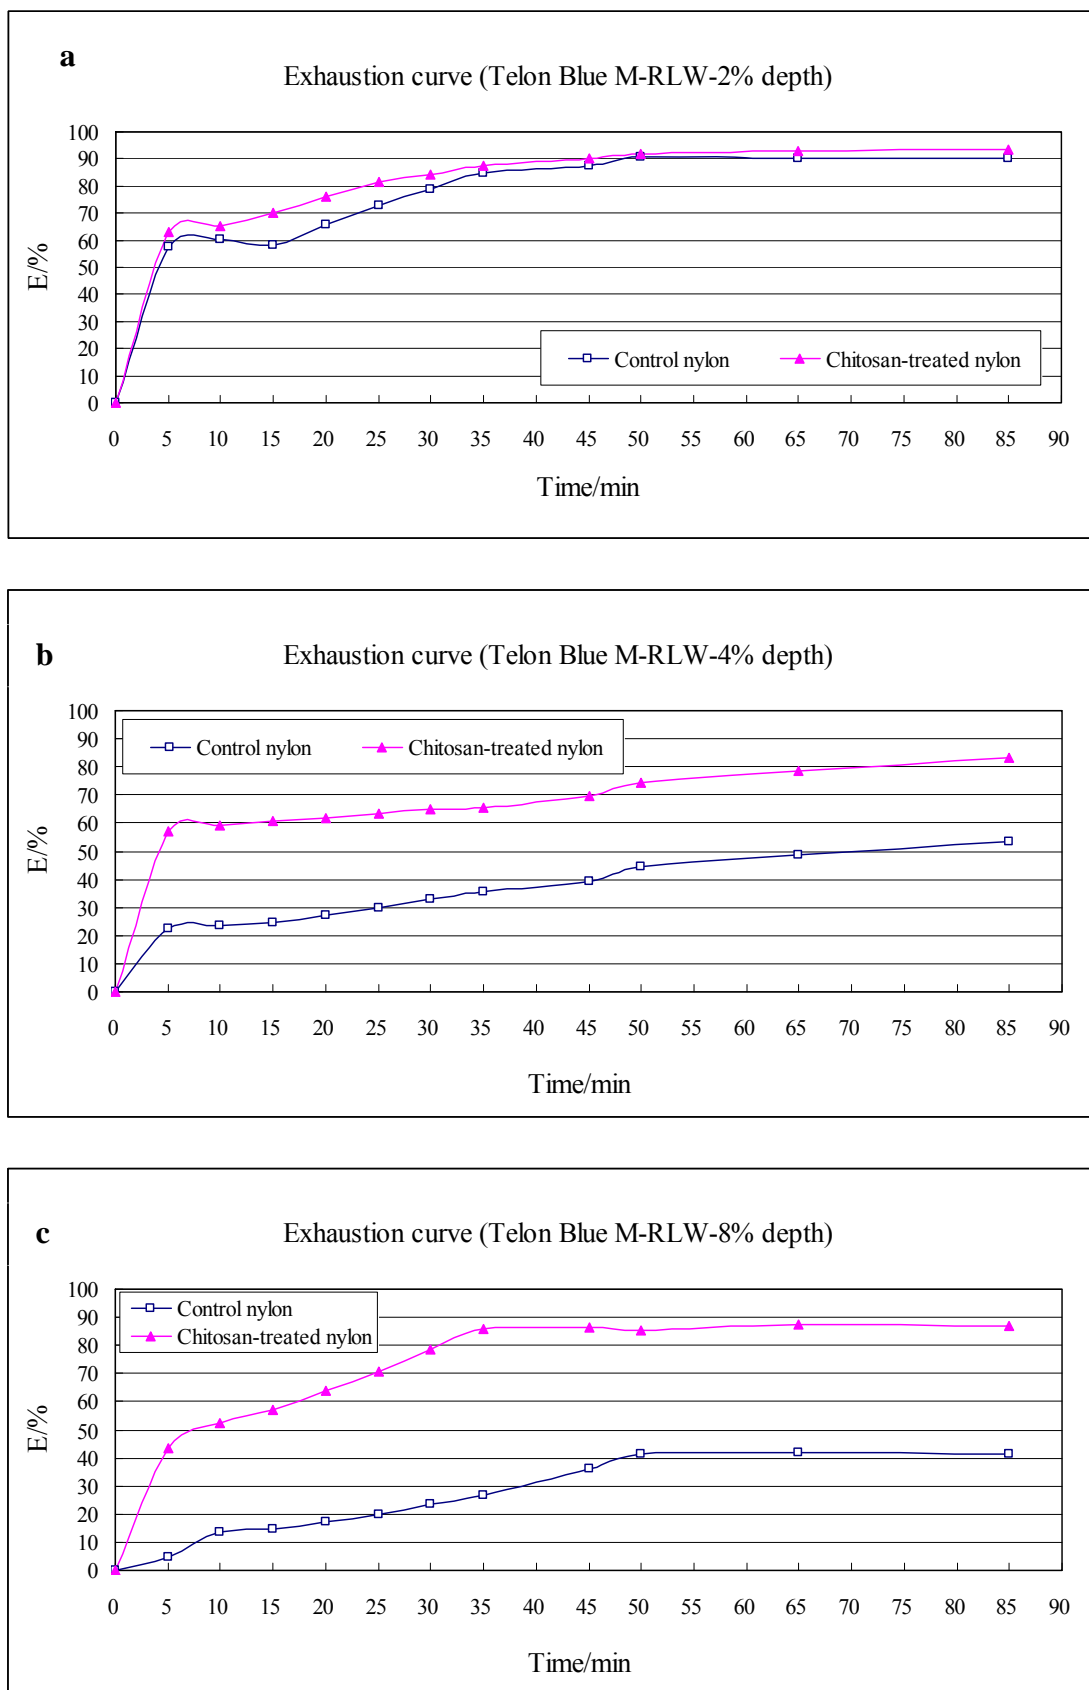 a
Exhaustion curve (Telon Blue M-RLW-2% depth)
100
90
80
70
60
50
40
30
20
10
0
E/%
Control nylon Chitosan-treated nylon
0 5 10 15 20 25 30 35 40 45 50 55 60 65 70 75 80 85 90
Time/min
b
Exhaustion curve (Telon Blue M-RLW-4% depth)
100
90
80
70
60
50
40
30
20
10
0
E/%
Control nylon Chitosan-treated nylon
0 5 10 15 20 25 30 35 40 45 50 55 60 65 70 75 80 85 90
Time/min
c
Exhaustion curve (Telon Blue M-RLW-8% depth)
100
90
80
70
60
50
40
30
20
10
0
E/%
Control nylon
Chitosan-treated nylon
0 5 10 15 20 25 30 35 40 45 50 55 60 65 70 75 80 85 90
Time/min